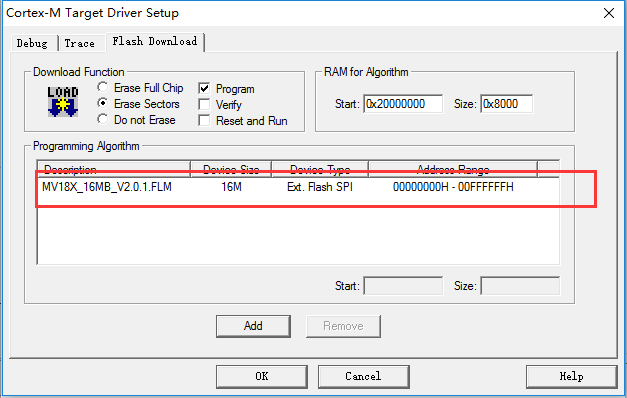 Cortex-M Target Driver Setup
Debug Trace Flash Download
Download Function
LOAD
Erase Full Chip
Erase Sectors
Do not Erase
Program
Verify
Reset and Run
RAM for Algorithm
Start: 0x20000000 Size: 0x8000
Programming Algorithm
Description Device Size Device Type Address Range
MV18X_16MB_V2.0.1.FLM 16M Ext. Flash SPI 00000000H - 00FFFFFFH
Start: Size:
Add Remove
OK Cancel Help